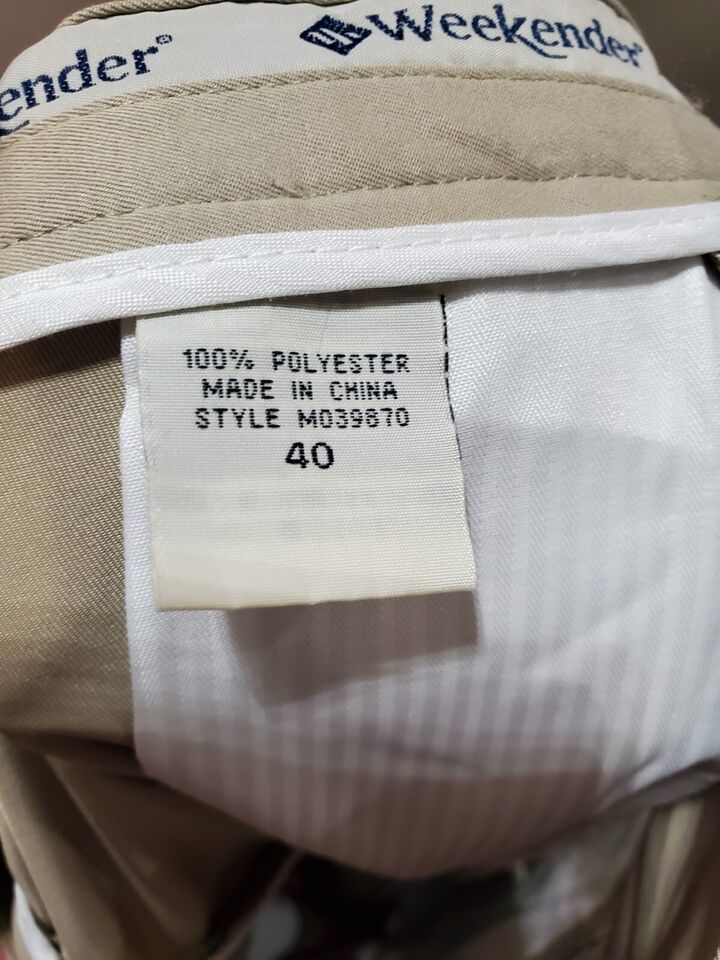 ender®
Weekender®
100% POLYESTER
MADE IN CHINA
STYLE M039870
40